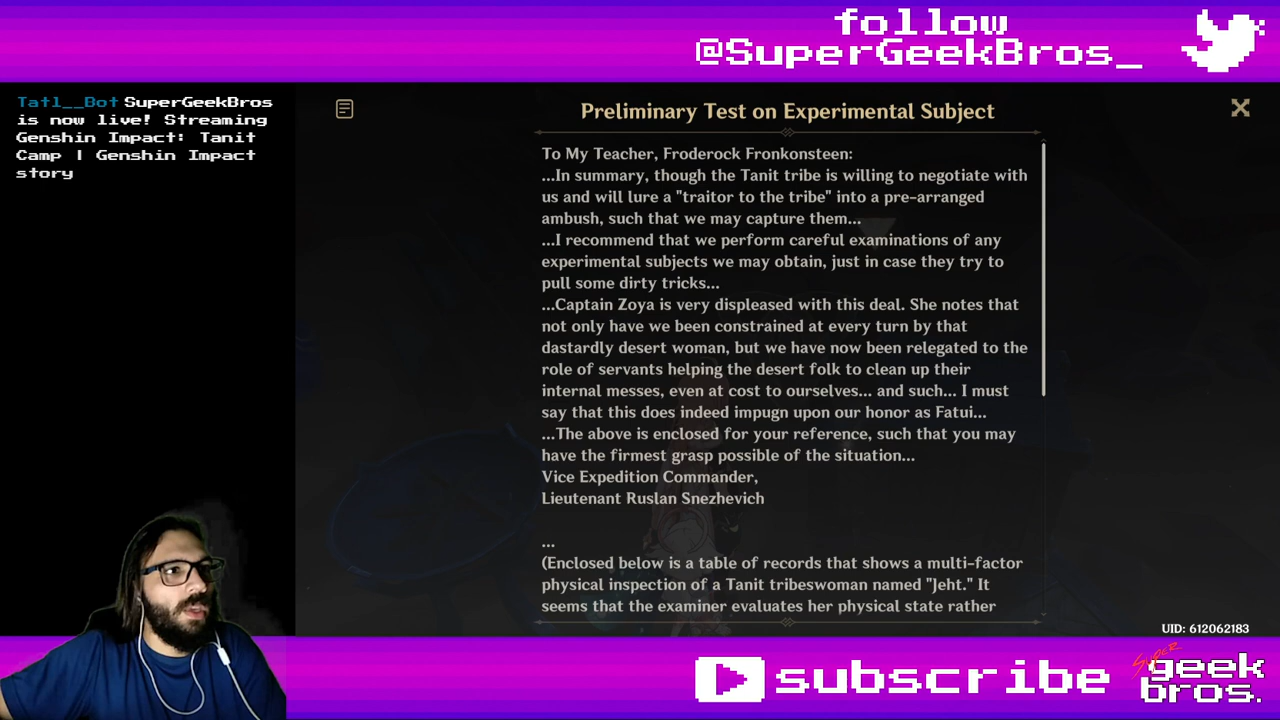 follow
@SuperGeekBros_
Tatl__Bot SuperGeekBros
is now live! Streaming
Genshin Impact: Tanit
Camp | Genshin Impact
story
Preliminary Test on Experimental Subject
To My Teacher, Froderock Fronkonsteen:
...In summary, though the Tanit tribe is willing to negotiate with
us and will lure a "traitor to the tribe" into a pre-arranged
ambush, such that we may capture them...
...I recommend that we perform careful examinations of any
experimental subjects we may obtain, just in case they try to
pull some dirty tricks...
...Captain Zoya is very displeased with this deal. She notes that
not only have we been constrained at every turn by that
dastardly desert woman, but we have now been relegated to the
role of servants helping the desert folk to clean up their
internal messes, even at cost to ourselves... and such... I must
say that this does indeed impugn upon our honor as Fatui...
...The above is enclosed for your reference, such that you may
have the firmest grasp possible of the situation...
Vice Expedition Commander,
Lieutenant Ruslan Snezhevich
...
(Enclosed below is a table of records that shows a multi-factor
physical inspection of a Tanit tribeswoman named "Jeht." It
seems that the examiner evaluates her physical state rather
UID: 612062183
subscribe
SUPER
geek
bros.